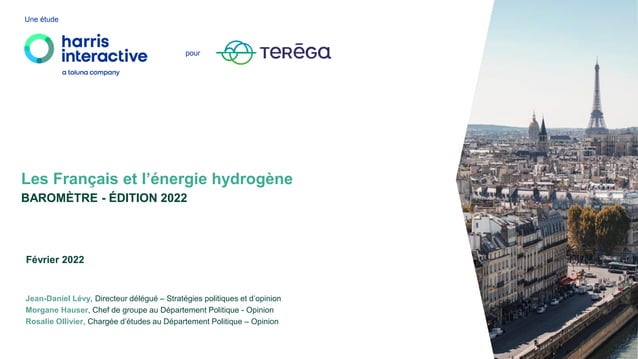 Une étude
harris
interactive
a toluna company
pour
TERĒGA
Les Français et l’énergie hydrogène
BAROMÈTRE - ÉDITION 2022
Février 2022
Jean-Daniel Lévy, Directeur délégué – Stratégies politiques et d’opinion
Morgane Hauser, Chef de groupe au Département Politique - Opinion
Rosalie Ollivier, Chargée d’études au Département Politique – Opinion